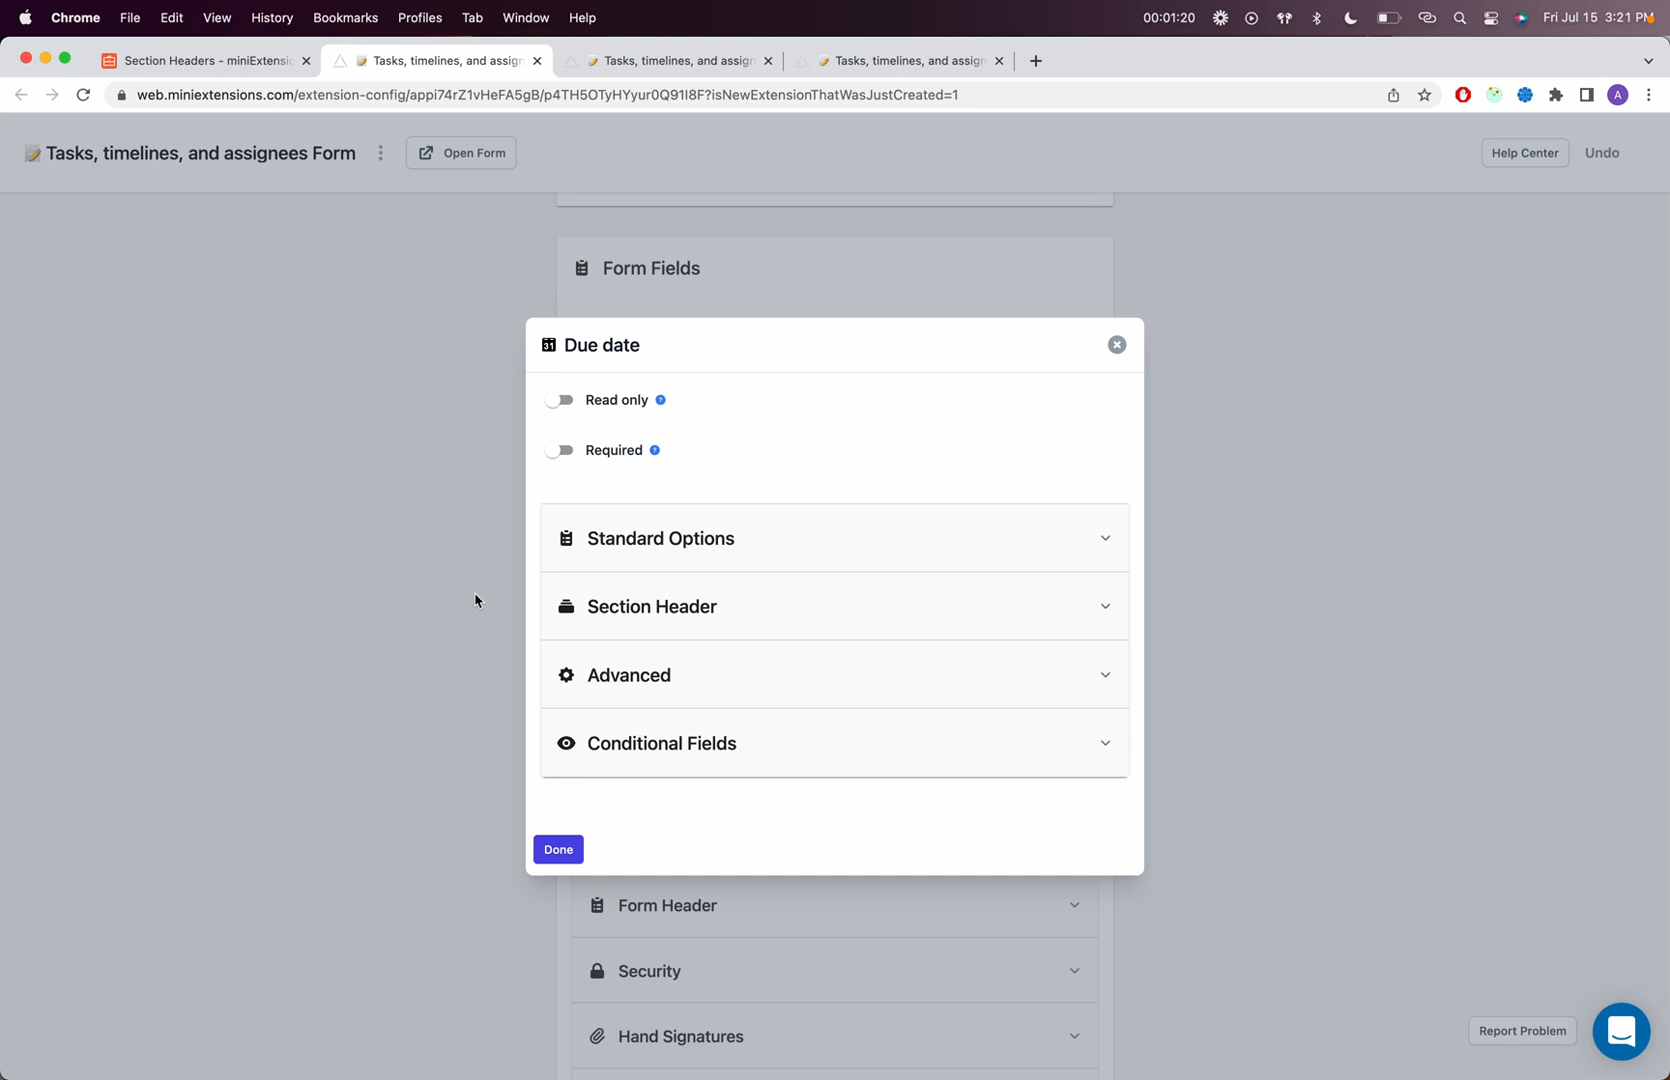 Chrome File Edit View History Bookmarks Profiles Tab Window Help 00:01:20 Fri Jul 15 3:21 PM
Section Headers - miniExtensi Tasks, timelines, and assign Tasks, timelines, and assign Tasks, timelines, and assign
web.miniextensions.com/extension-config/appi74rZ1vHeFA5gB/p4TH5OTyHYyur0Q91I8F?isNewExtensionThatWasJustCreated=1 A
Tasks, timelines, and assignees Form Open Form Help Center Undo
Form Fields
31 Due date
Read only ?
Required ?
Standard Options
Section Header
Advanced
Conditional Fields
Done
Form Header
Security
Hand Signatures
Report Problem